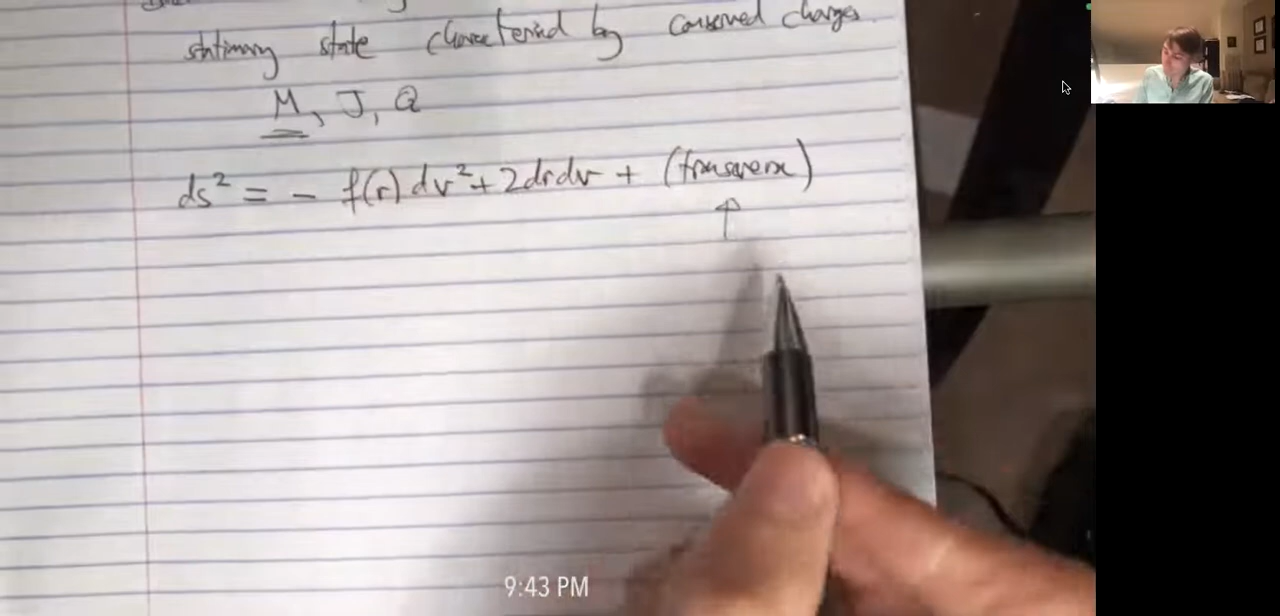 stationary state characterized by conserved charges.
M, J, Q
ds² = - f(r) dv² + 2drdv + (transverse)
↑
9:43 PM